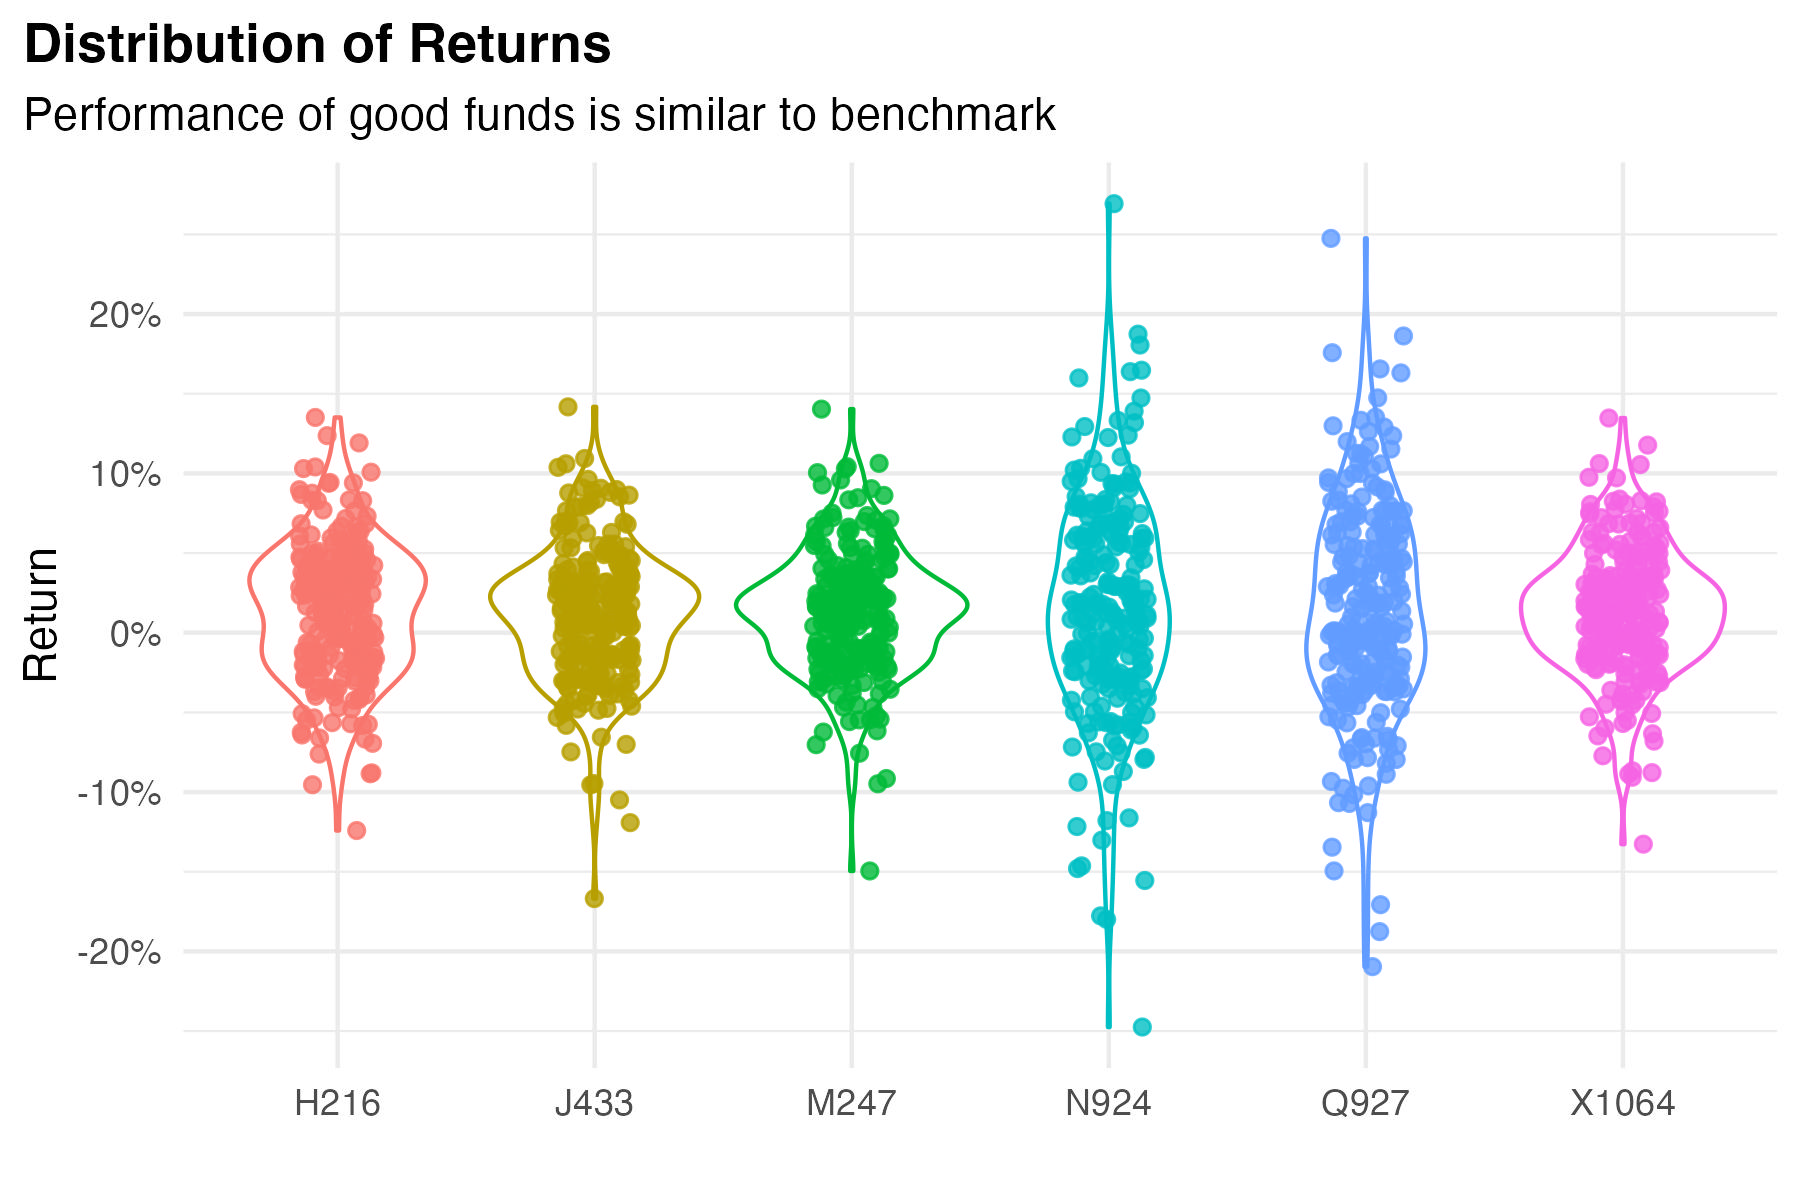 Distribution of Returns
Performance of good funds is similar to benchmark
Return
20%
10%
0%
-10%
-20%
H216 J433 M247 N924 Q927 X1064